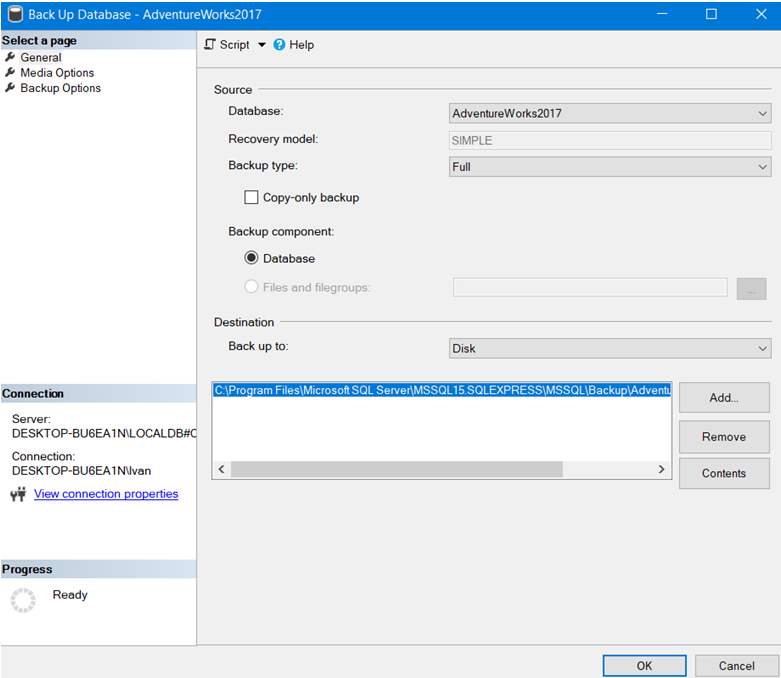 Back Up Database - AdventureWorks2017
Select a page
General
Media Options
Backup Options
Script
Help
Source
Database:
AdventureWorks2017
Recovery model:
SIMPLE
Backup type:
Full
Copy-only backup
Backup component:
Database
Files and filegroups:
...
Destination
Back up to:
Disk
C:\Program Files\Microsoft SQL Server\MSSQL15.SQLEXPRESS\MSSQL\Backup\Adventu
Add...
Remove
Contents
Connection
Server:
DESKTOP-BU6EA1N\LOCALDB#C
Connection:
DESKTOP-BU6EA1N\Ivan
View connection properties
Progress
Ready
OK
Cancel